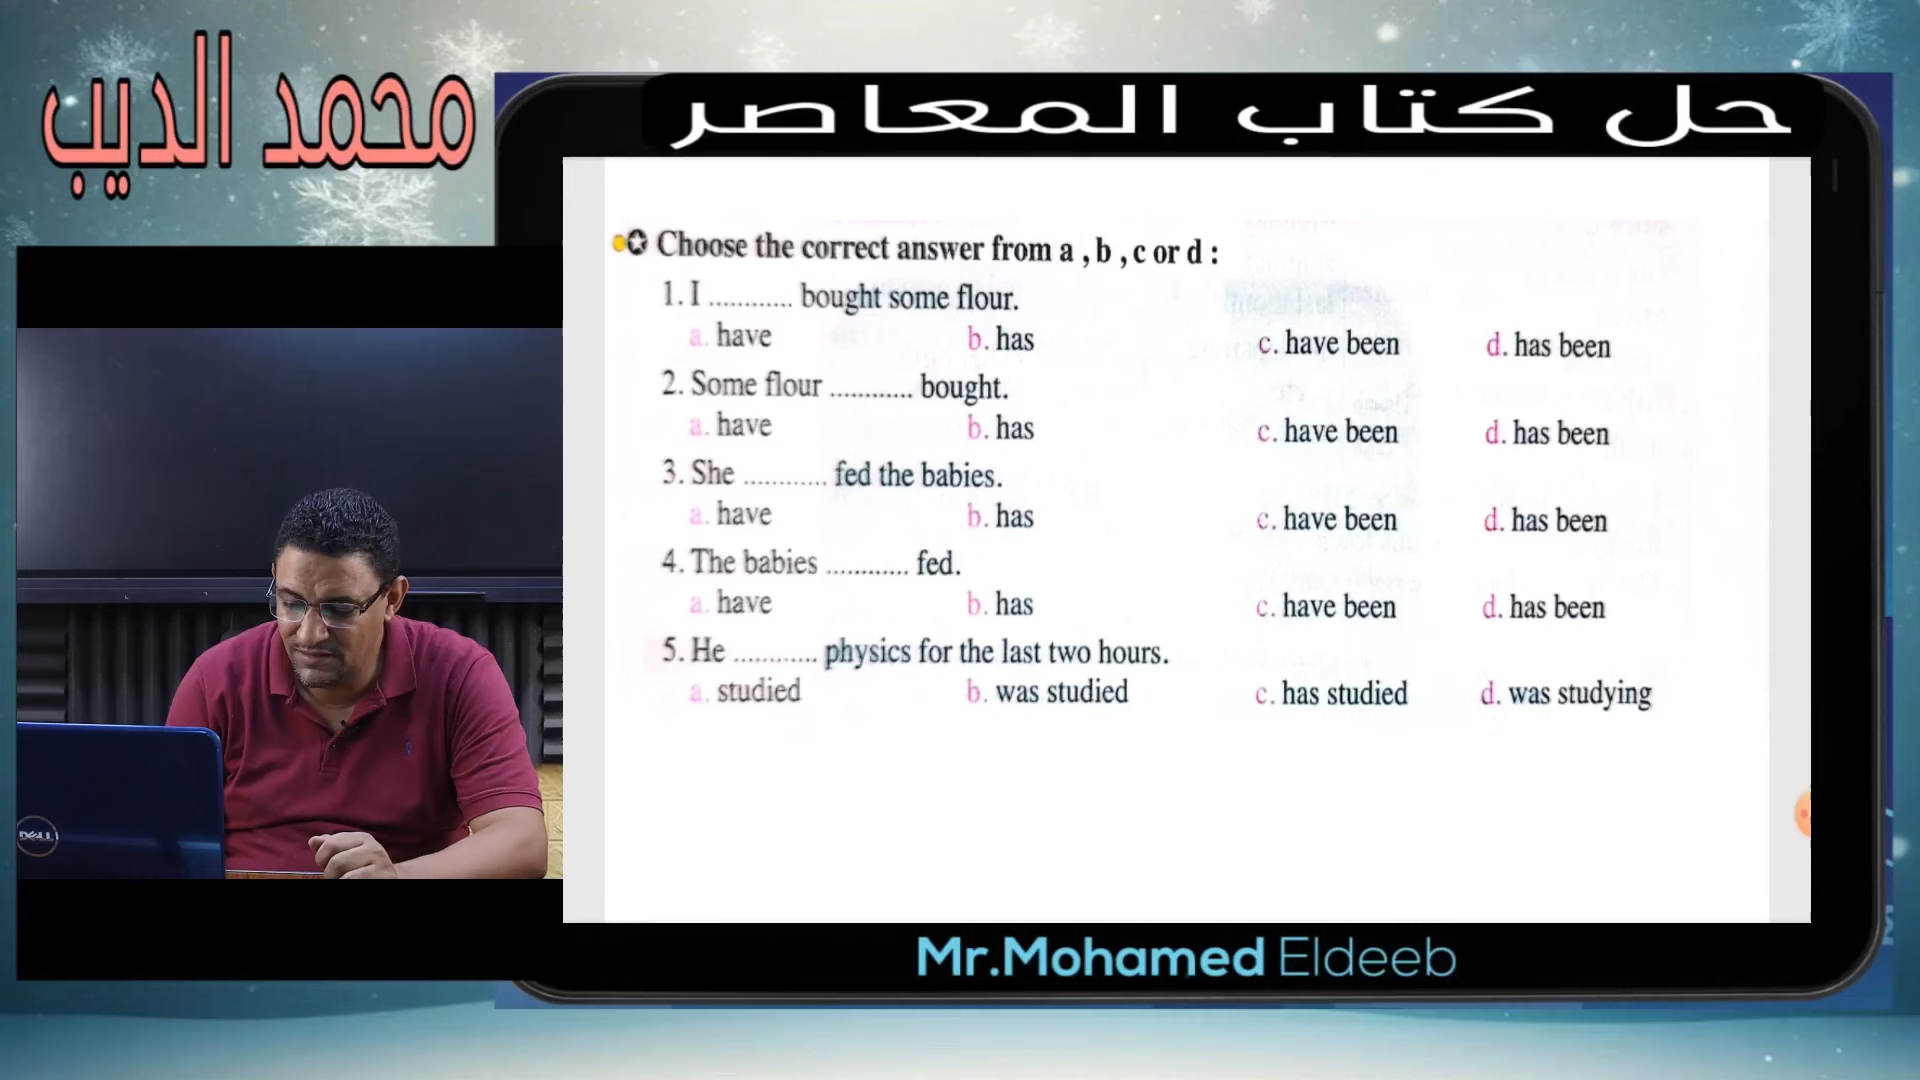 محمد الديب
حل كتاب المعاصر
Choose the correct answer from a , b , c or d :
1. I ............ bought some flour.
a. have b. has c. have been d. has been
2. Some flour ............ bought.
a. have b. has c. have been d. has been
3. She ............ fed the babies.
a. have b. has c. have been d. has been
4. The babies ............ fed.
a. have b. has c. have been d. has been
5. He ............ physics for the last two hours.
a. studied b. was studied c. has studied d. was studying
DELL
Mr.Mohamed Eldeeb